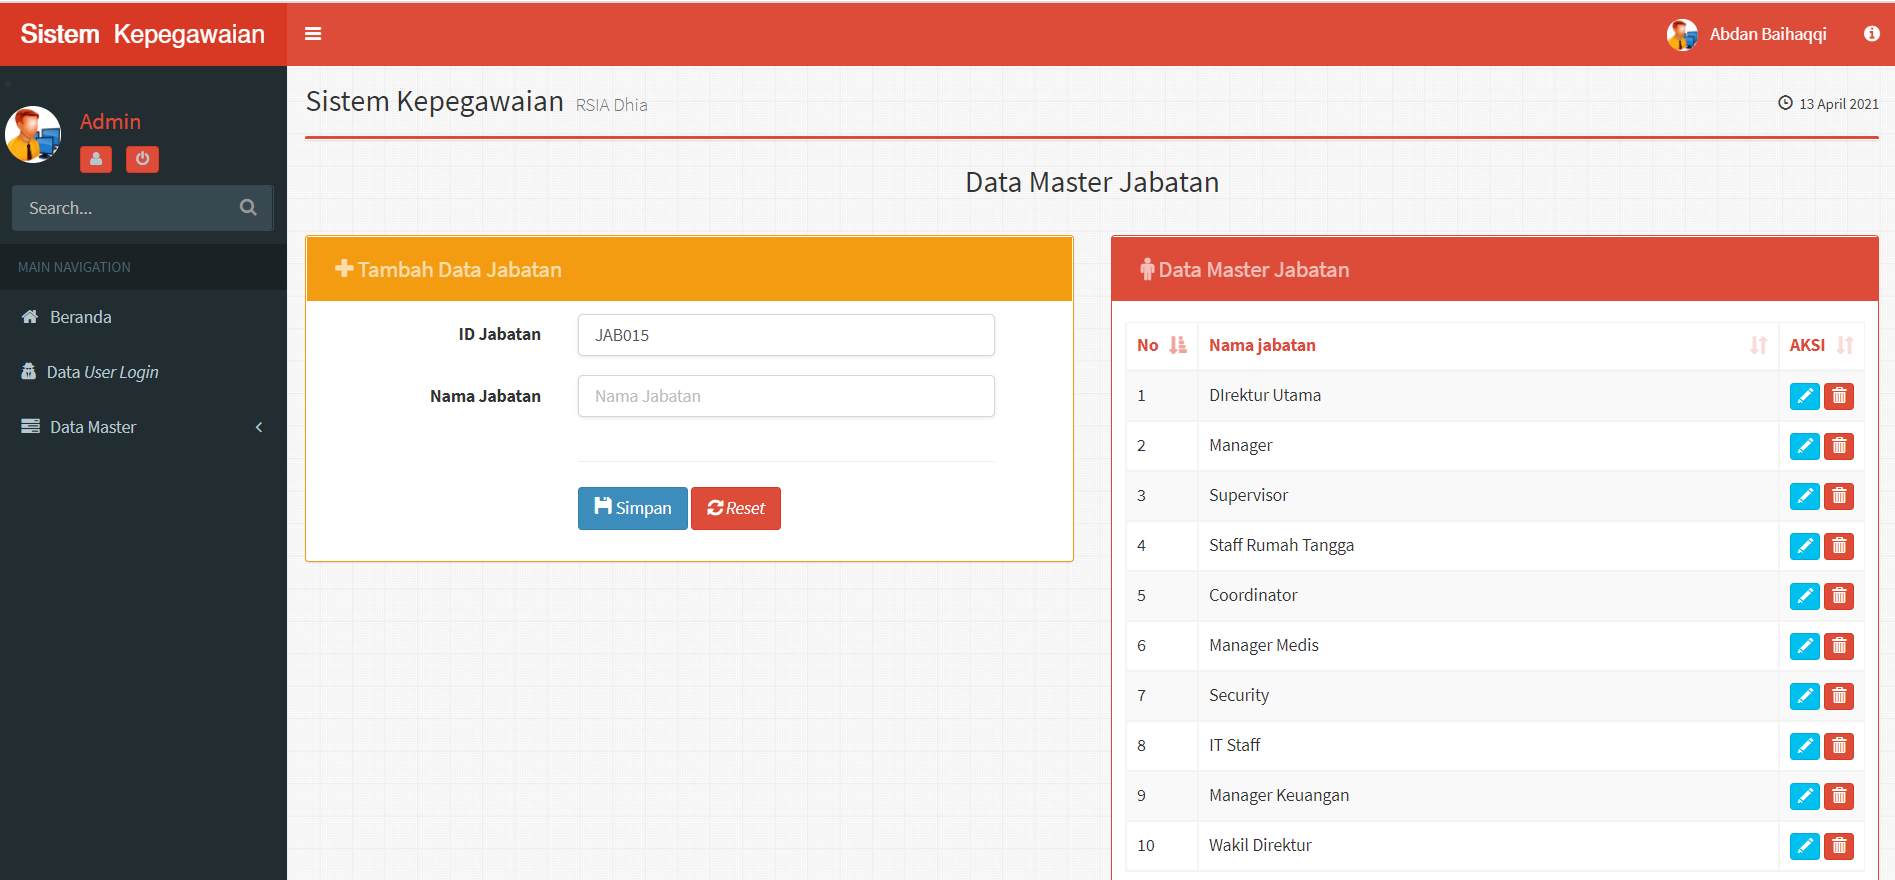 Sistem Kepegawaian
Abdan Baihaqqi
Admin
Search...
MAIN NAVIGATION
Beranda
Data User Login
Data Master
Sistem Kepegawaian RSIA Dhia
13 April 2021
Data Master Jabatan
Tambah Data Jabatan
ID Jabatan JAB015
Nama Jabatan Nama Jabatan
Simpan Reset
Data Master Jabatan
No Nama jabatan AKSI
1 DIrektur Utama
2 Manager
3 Supervisor
4 Staff Rumah Tangga
5 Coordinator
6 Manager Medis
7 Security
8 IT Staff
9 Manager Keuangan
10 Wakil Direktur